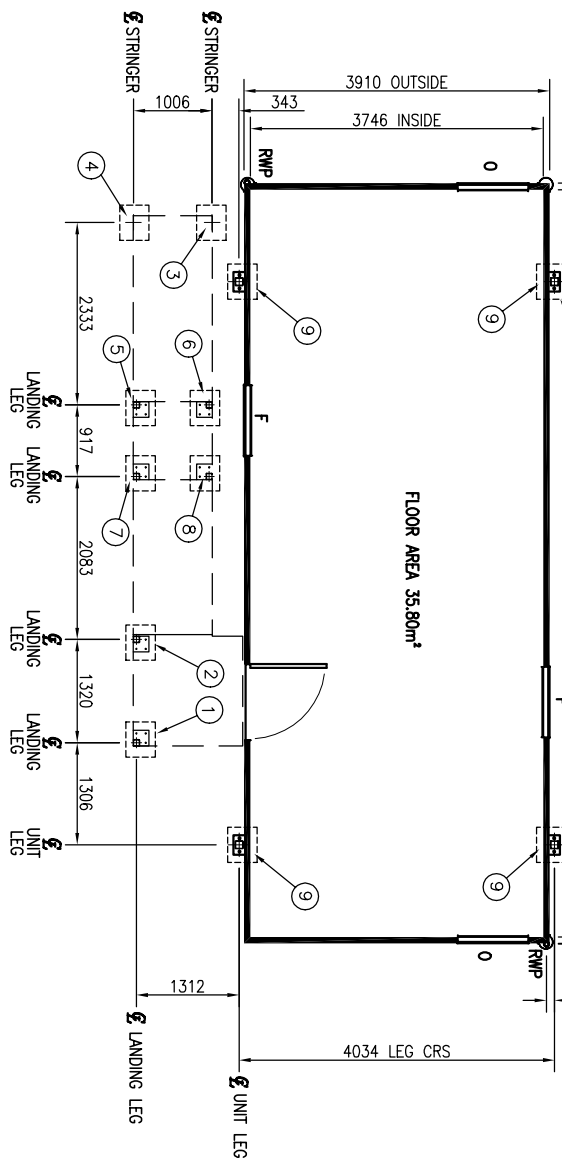 ℄ STRINGER
℄ STRINGER
3910 OUTSIDE
3746 INSIDE
1006
343
RWP
O
4
3
9
9
2333
5
6
F
℄ LANDING LEG
917
℄ LANDING LEG
7
8
2083
FLOOR AREA 35.80m²
℄ LANDING LEG
2
1320
1
℄ LANDING LEG
1306
℄ UNIT LEG
9
9
O
RWP
1312
4034 LEG CRS
℄ LANDING LEG
℄ UNIT LEG